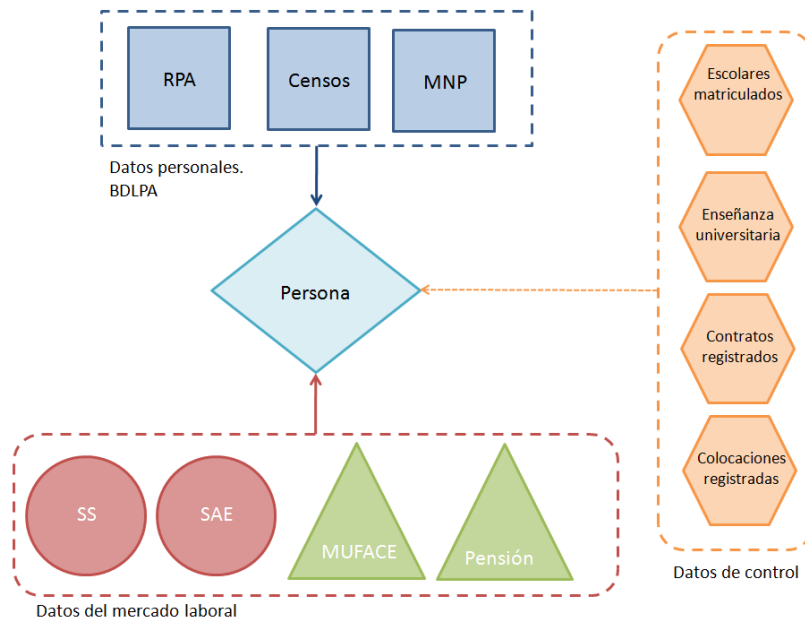 RPA
Censos
MNP
Datos personales.
BDLPA
Persona
SS
SAE
MUFACE
Pensión
Datos del mercado laboral
Escolares
matriculados
Enseñanza
universitaria
Contratos
registrados
Colocaciones
registradas
Datos de control